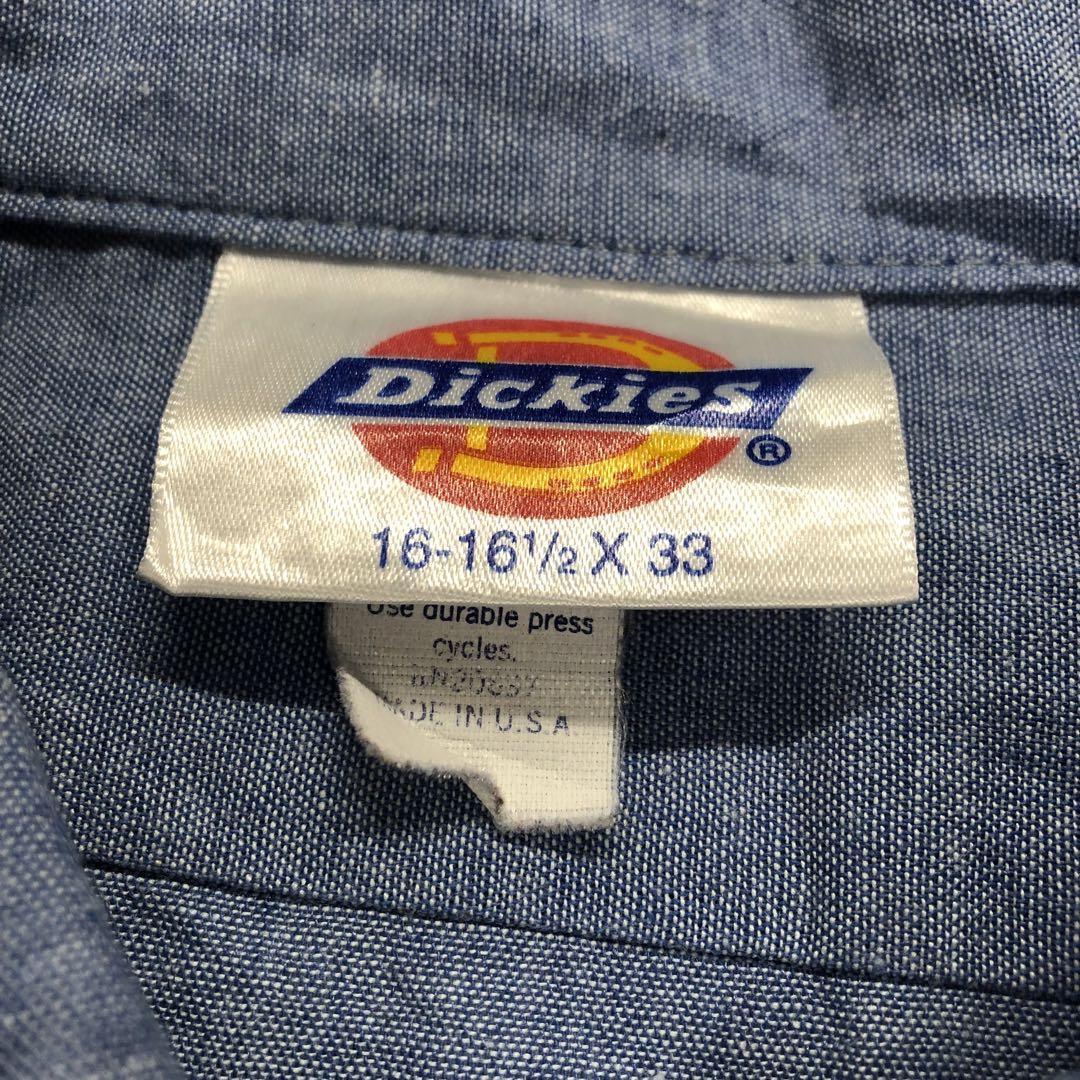 Dickies
®
16-16½ X 33
Use durable press
cycles.
MADE IN U.S.A.